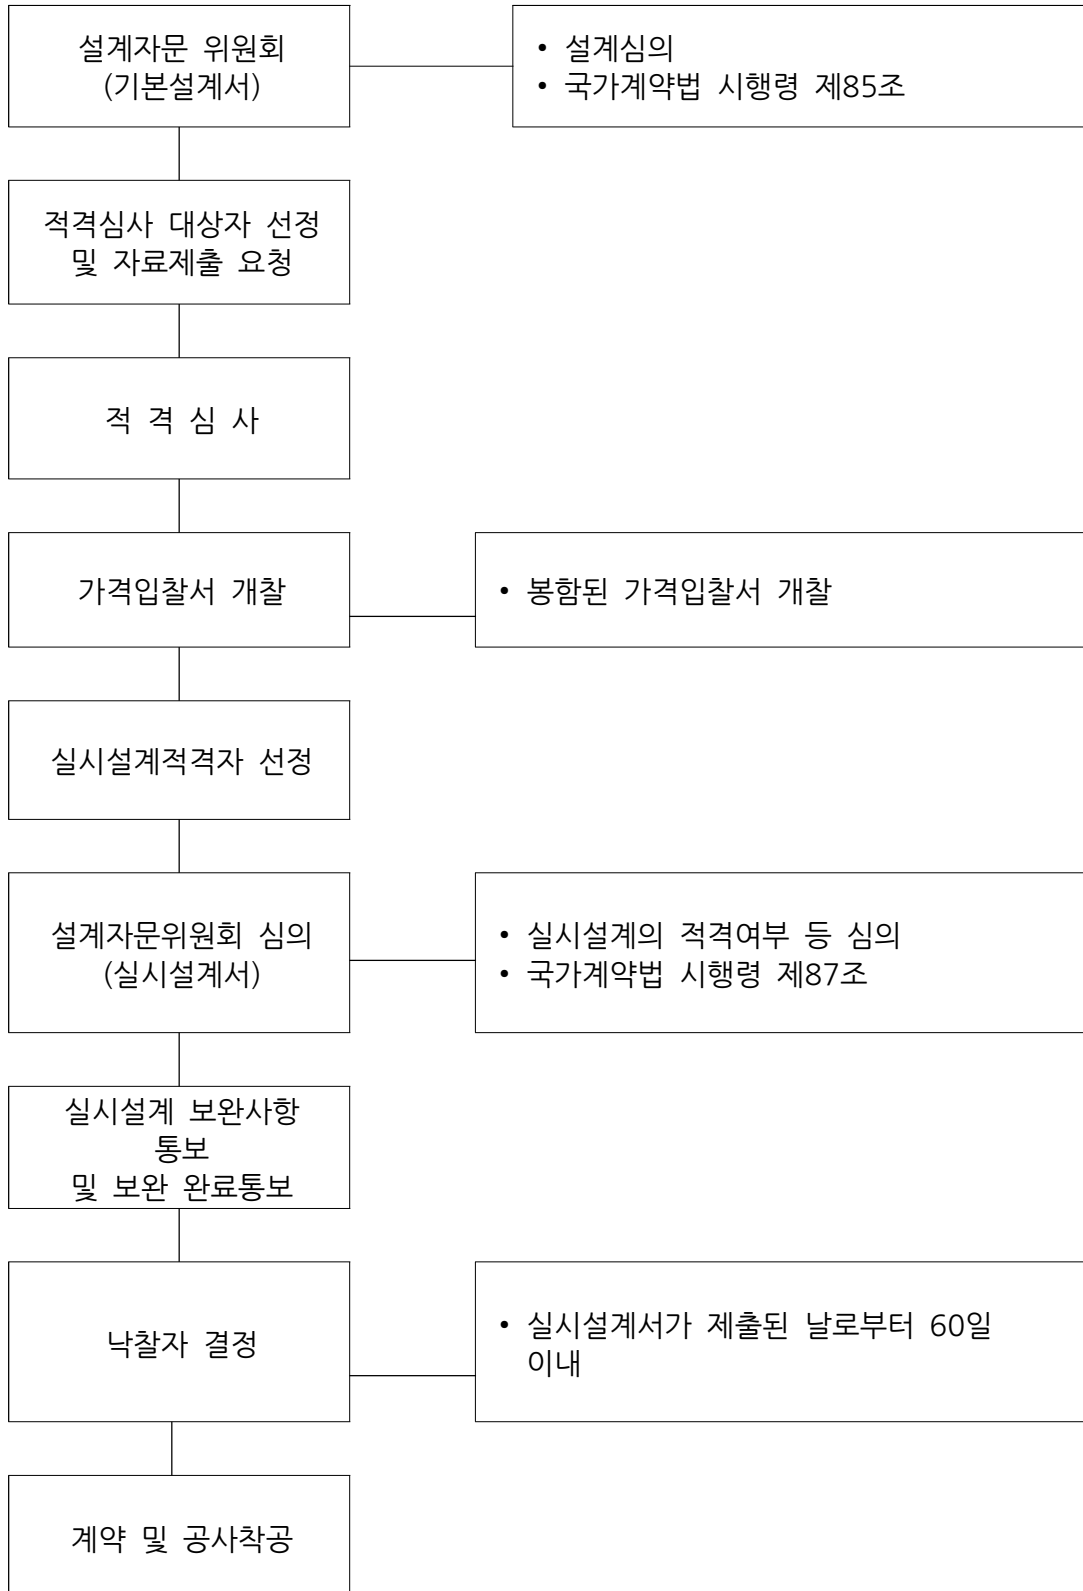 설계자문 위원회
(기본설계서)
• 설계심의
• 국가계약법 시행령 제85조
적격심사 대상자 선정
및 자료제출 요청
적 격 심 사
가격입찰서 개찰
• 봉함된 가격입찰서 개찰
실시설계적격자 선정
설계자문위원회 심의
(실시설계서)
• 실시설계의 적격여부 등 심의
• 국가계약법 시행령 제87조
실시설계 보완사항
통보
및 보완 완료통보
낙찰자 결정
• 실시설계서가 제출된 날로부터 60일
이내
계약 및 공사착공